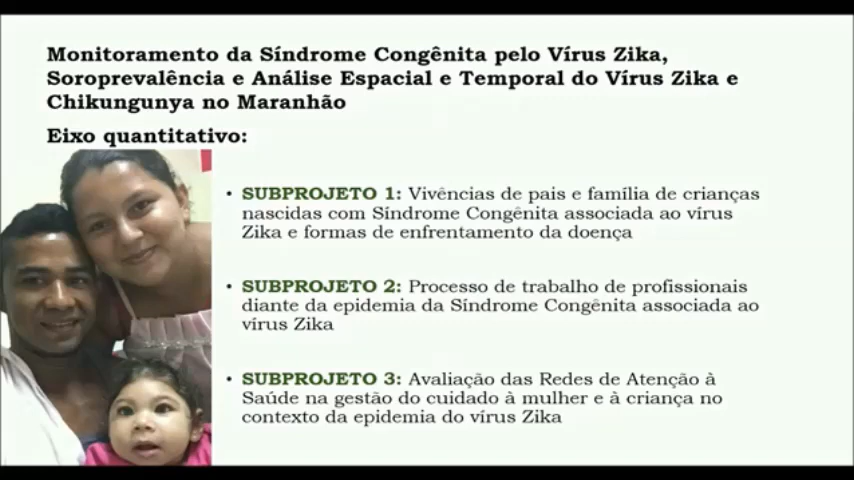 Monitoramento da Síndrome Congênita pelo Vírus Zika,
Soroprevalência e Análise Espacial e Temporal do Vírus Zika e
Chikungunya no Maranhão
Eixo quantitativo:
• SUBPROJETO 1: Vivências de pais e família de crianças
nascidas com Síndrome Congênita associada ao vírus
Zika e formas de enfrentamento da doença
• SUBPROJETO 2: Processo de trabalho de profissionais
diante da epidemia da Síndrome Congênita associada ao
vírus Zika
• SUBPROJETO 3: Avaliação das Redes de Atenção à
Saúde na gestão do cuidado à mulher e à criança no
contexto da epidemia do vírus Zika